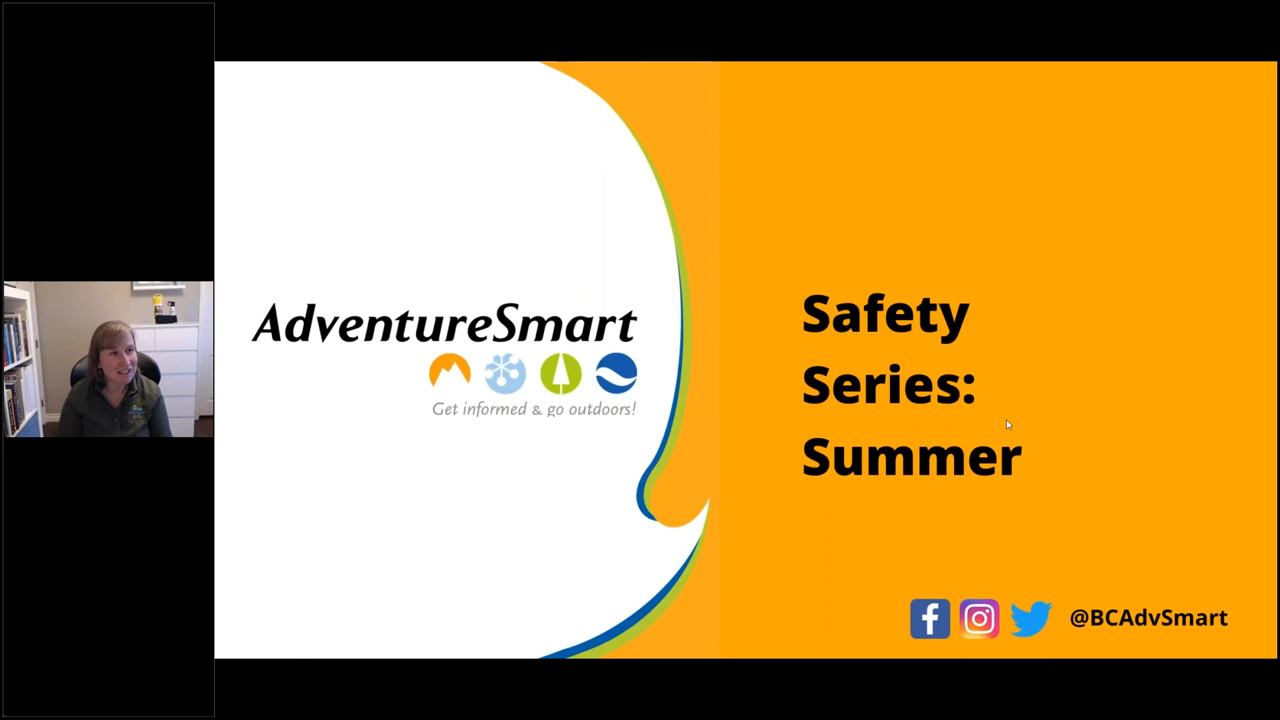 AdventureSmart
Get informed & go outdoors!
Safety
Series:
Summer
@BCAdvSmart